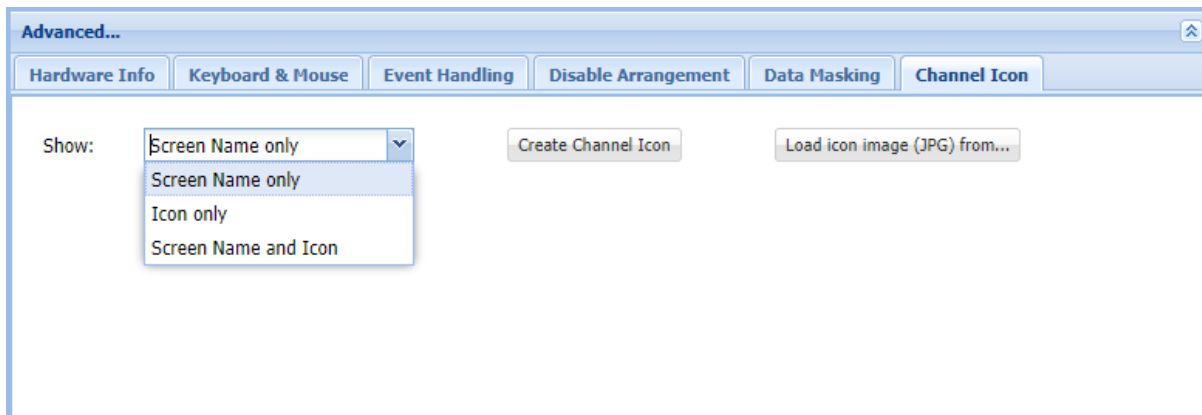 Advanced...
Hardware Info Keyboard & Mouse Event Handling Disable Arrangement Data Masking Channel Icon
Show: Screen Name only Create Channel Icon Load icon image (JPG) from...
Screen Name only
Icon only
Screen Name and Icon